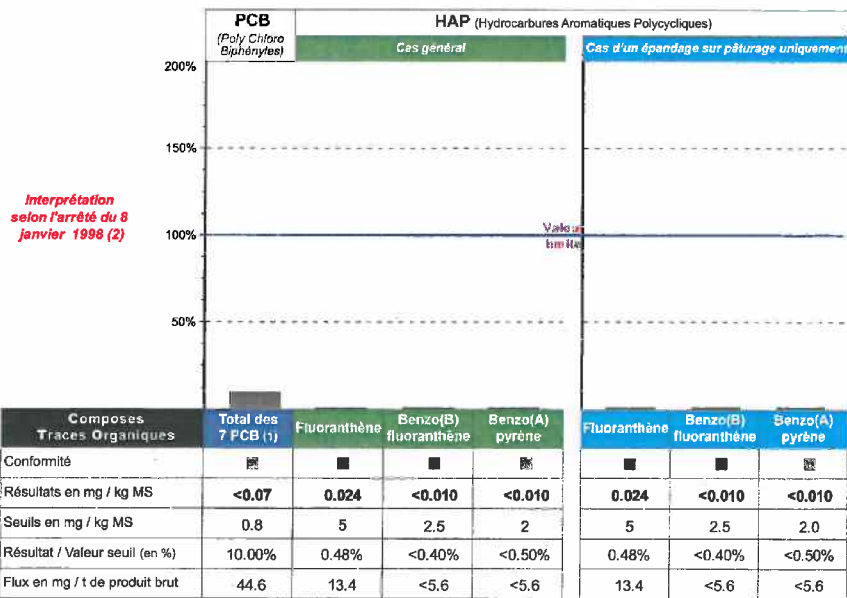 PCB
(Poly Chloro
Biphényles)
HAP (Hydrocarbures Aromatiques Polycycliques)
Cas général
Cas d'un épandage sur pâturage uniquement
200%
150%
100%
50%
Interprétation
selon l'arrêté du 8
janvier 1998 (2)
Valeur
limite
Composes
Traces Organiques
Total des
7 PCB (1)
Fluoranthène
Benzo(B)
fluoranthène
Benzo(A)
pyrène
Fluoranthène
Benzo(B)
fluoranthène
Benzo(A)
pyrène
Conformité
Résultats en mg / kg MS <0.07 0.024 <0.010 <0.010 0.024 <0.010 <0.010
Seuils en mg / kg MS 0.8 5 2.5 2 5 2.5 2.0
Résultat / Valeur seuil (en %) 10.00% 0.48% <0.40% <0.50% 0.48% <0.40% <0.50%
Flux en mg / t de produit brut 44.6 13.4 <5.6 <5.6 13.4 <5.6 <5.6